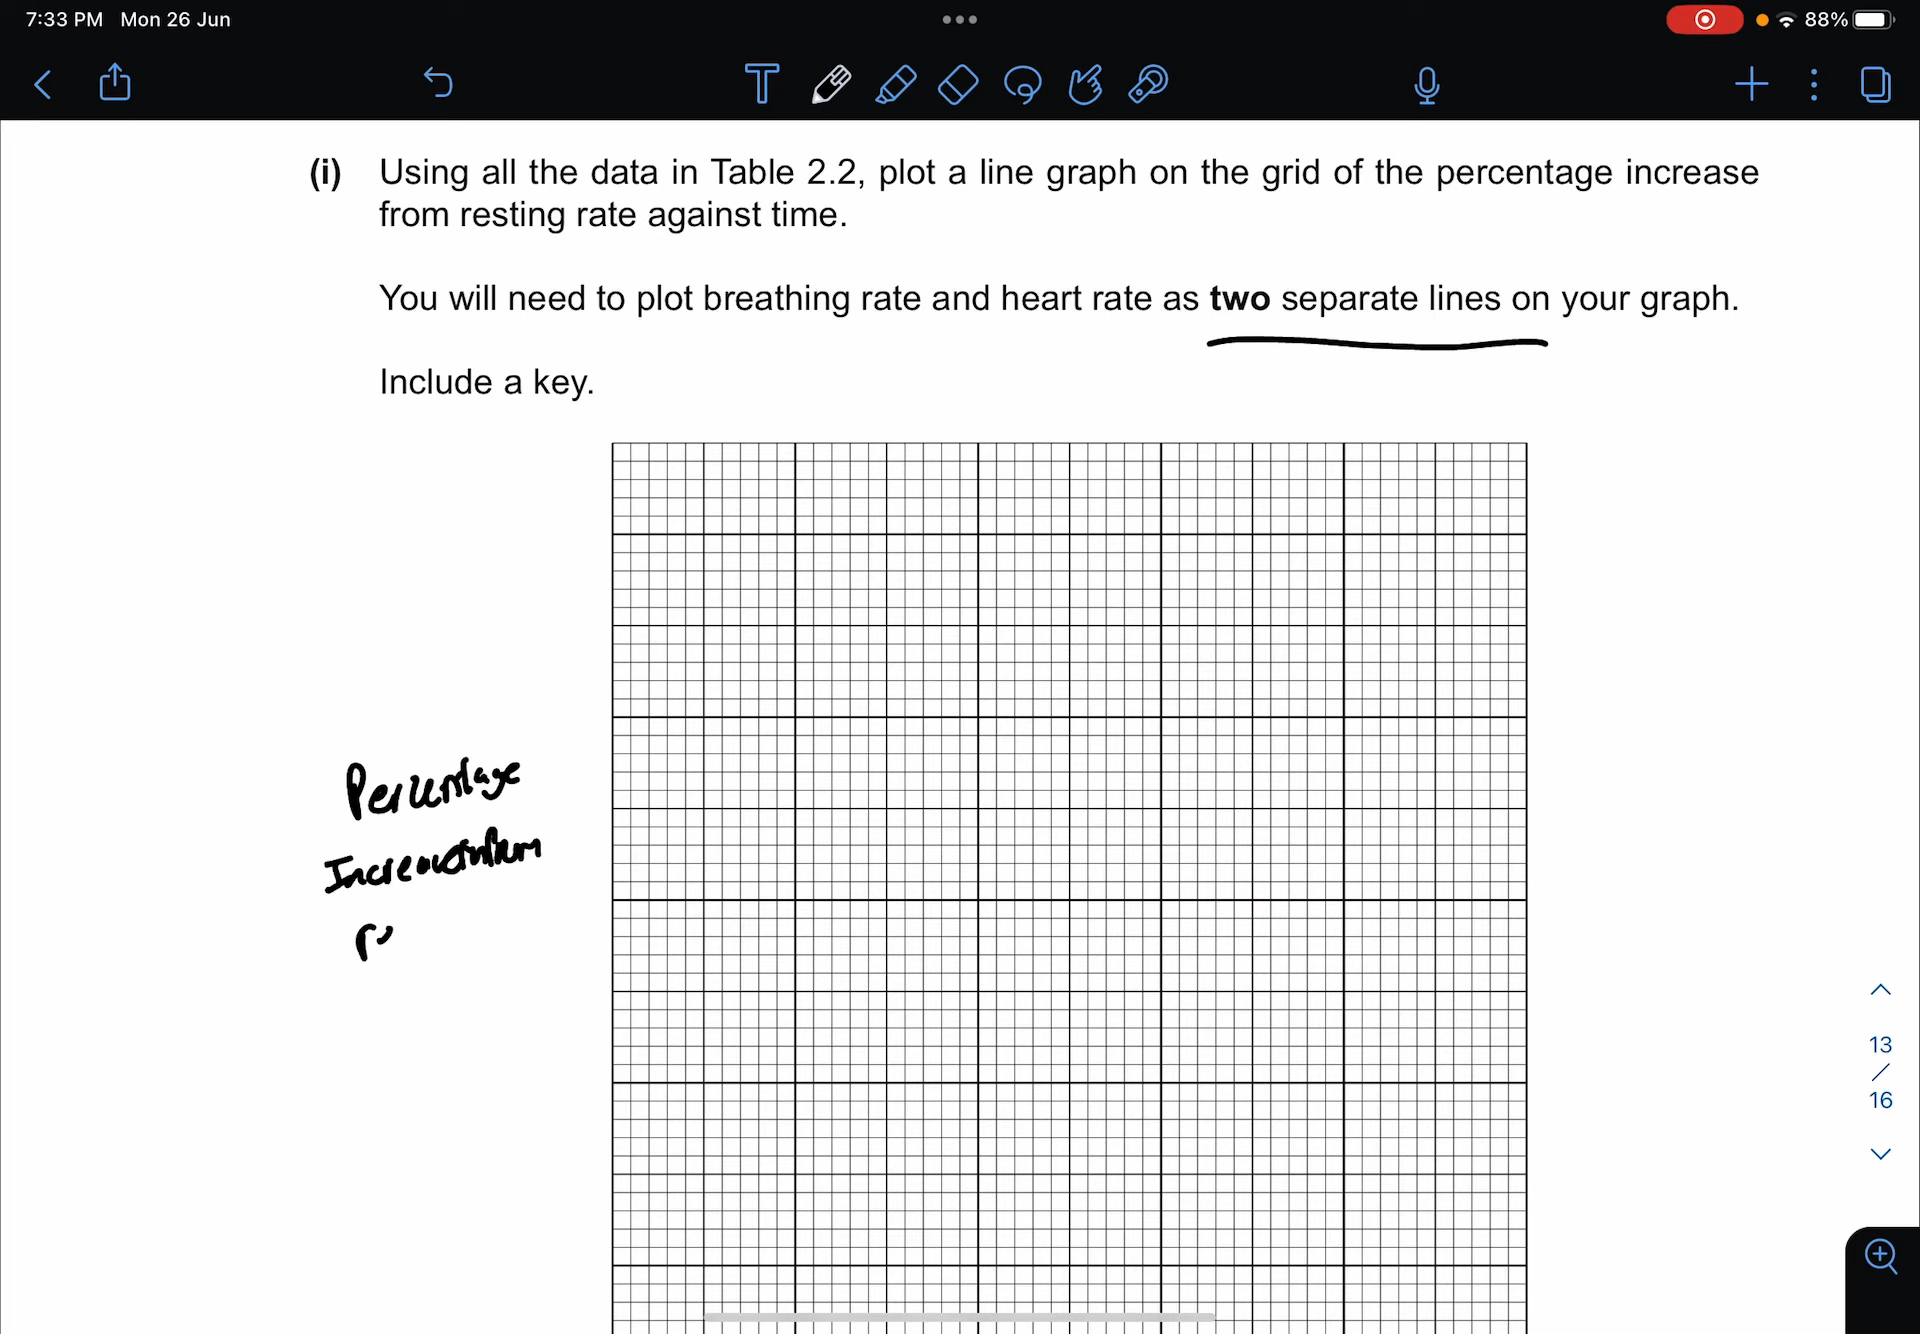 7:33 PM Mon 26 Jun
88%
(i) Using all the data in Table 2.2, plot a line graph on the grid of the percentage increase
from resting rate against time.
You will need to plot breathing rate and heart rate as two separate lines on your graph.
Include a key.
Percentage
13
/
16